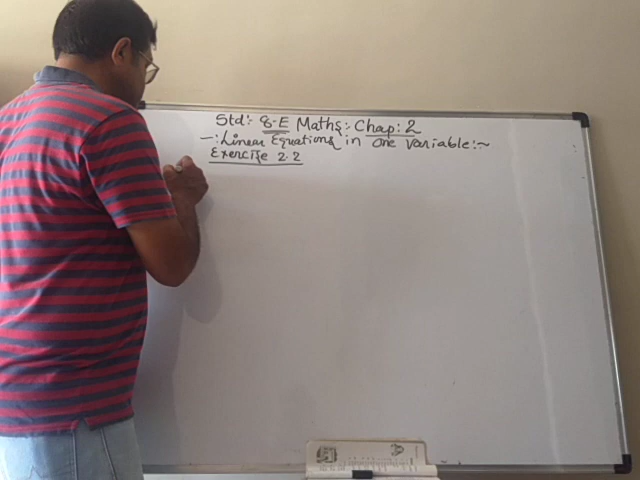 Std:- 8-E Maths:- Chap: 2
-:Linear Equations in One Variable:~
Exercise 2.2